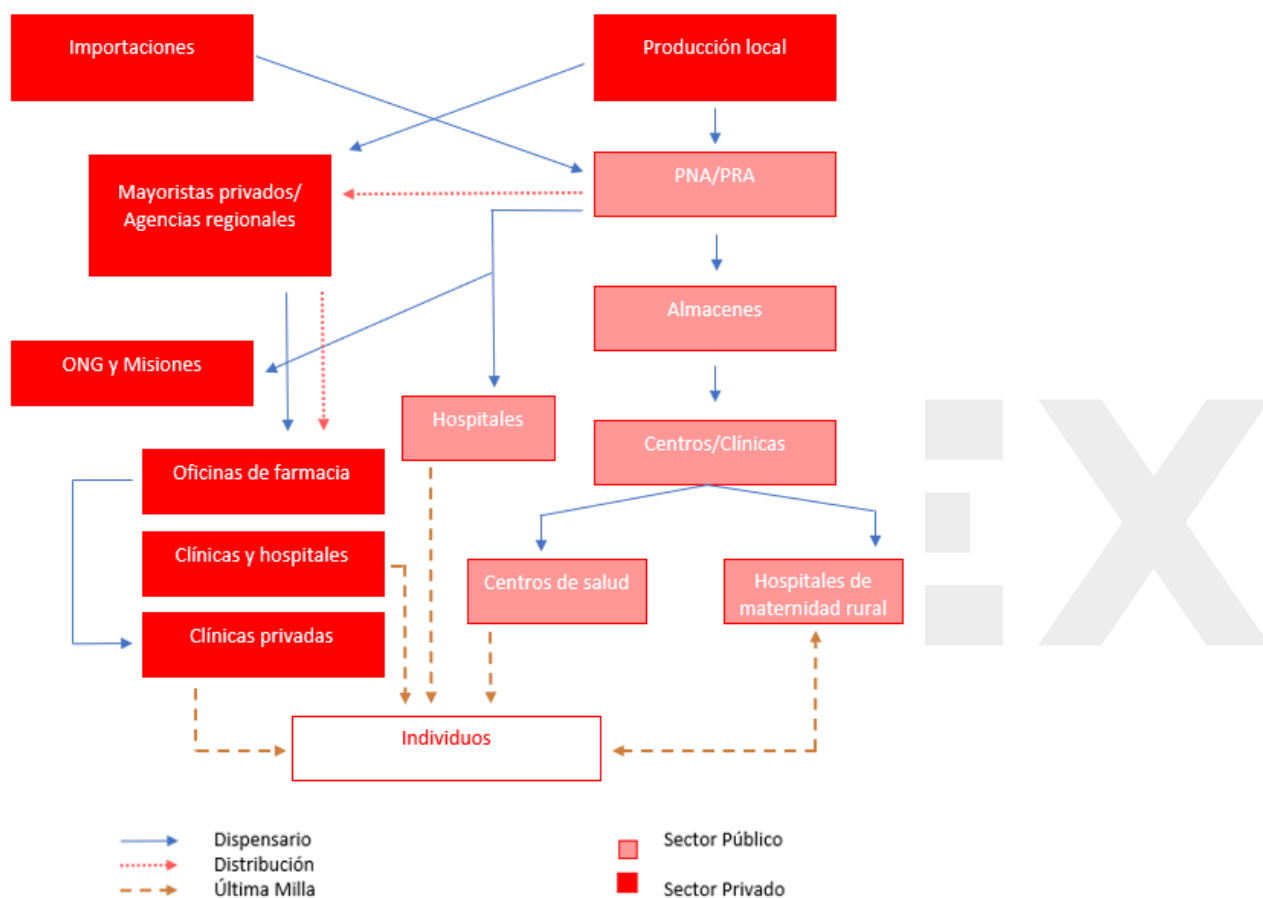 Importaciones
Producción local
PNA/PRA
Mayoristas privados/
Agencias regionales
Almacenes
ONG y Misiones
Hospitales
Centros/Clínicas
Oficinas de farmacia
Clínicas y hospitales
Centros de salud
Hospitales de
maternidad rural
Clínicas privadas
Individuos
Dispensario
Distribución
Última Milla
Sector Público
Sector Privado
EX